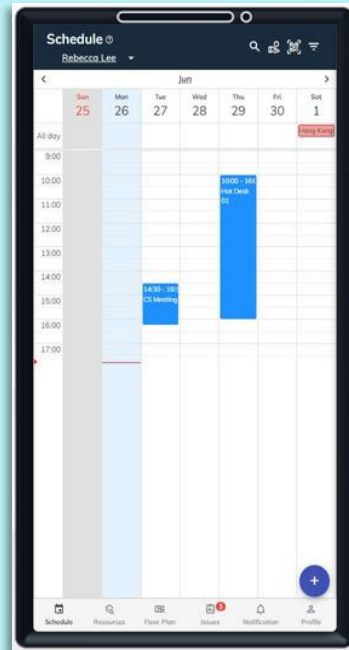 Schedule
Rebecca Lee
Jun
Sun Mon Tue Wed Thu Fri Sat
25 26 27 28 29 30 1
All day
Hong Kong
9:00
10:00
10:00 - 16:0
Hot Desk
01
11:00
12:00
13:00
14:00
14:30 - 16:1
CS Meeting
15:00
16:00
17:00
+
3
Schedule Resources Floor Plan Issues Notification Profile